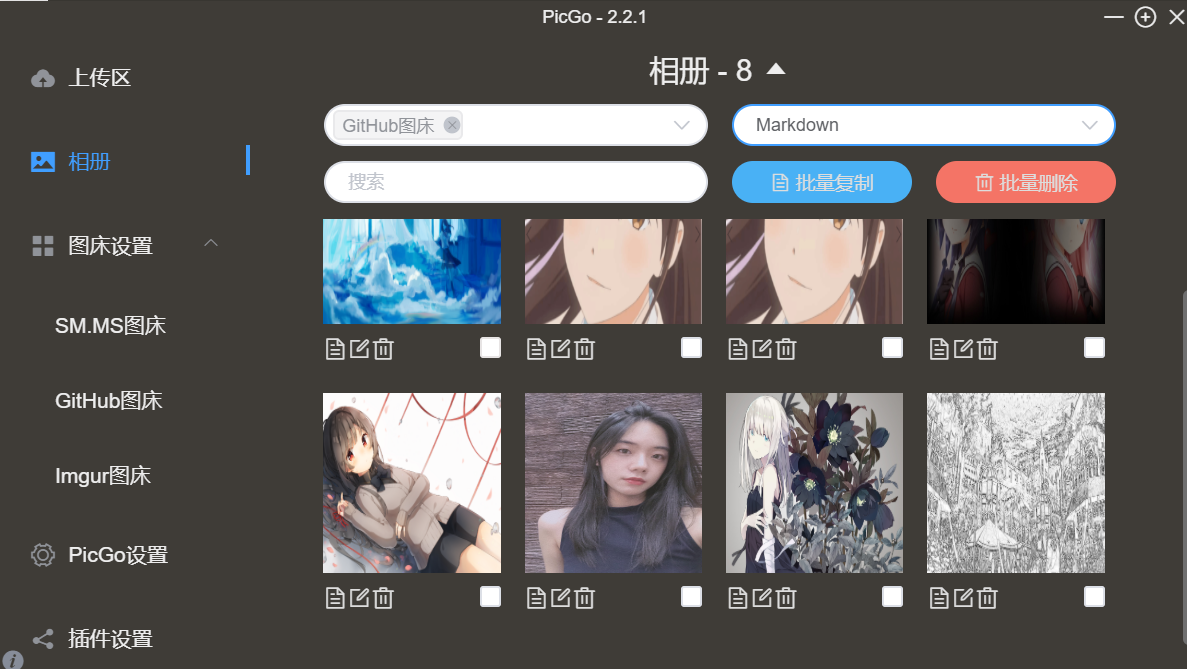 PicGo - 2.2.1
上传区
相册
图床设置
SM.MS图床
GitHub图床
Imgur图床
PicGo设置
插件设置
相册 - 8
GitHub图床
Markdown
搜索
批量复制
批量删除